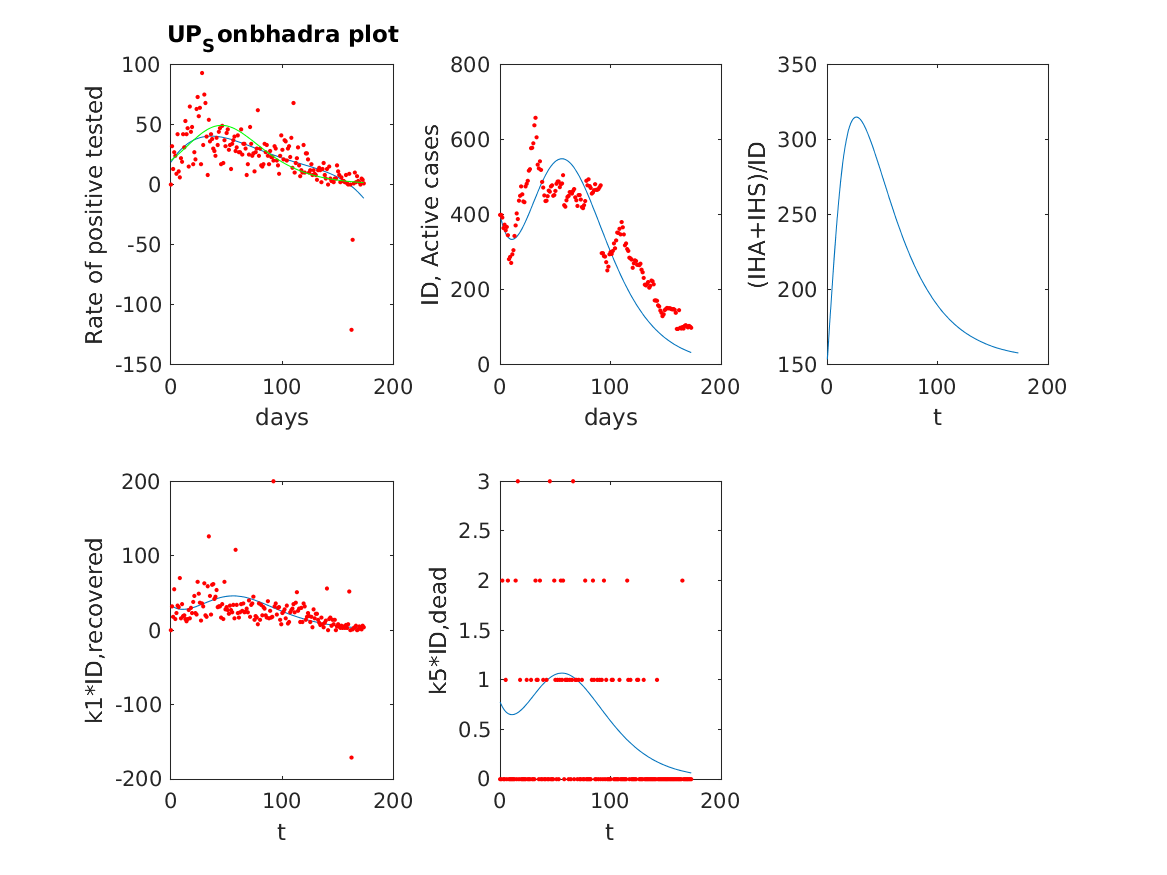 UP_Sonbhadra plot
100
50
0
-50
-100
-150
0 100 200
days
Rate of positive tested
800
600
400
200
0
0 100 200
days
ID, Active cases
350
300
250
200
150
0 100 200
t
(IHA+IHS)/ID
200
100
0
-100
-200
0 100 200
t
k1*ID,recovered
3
2.5
2
1.5
1
0.5
0
0 100 200
t
k5*ID,dead